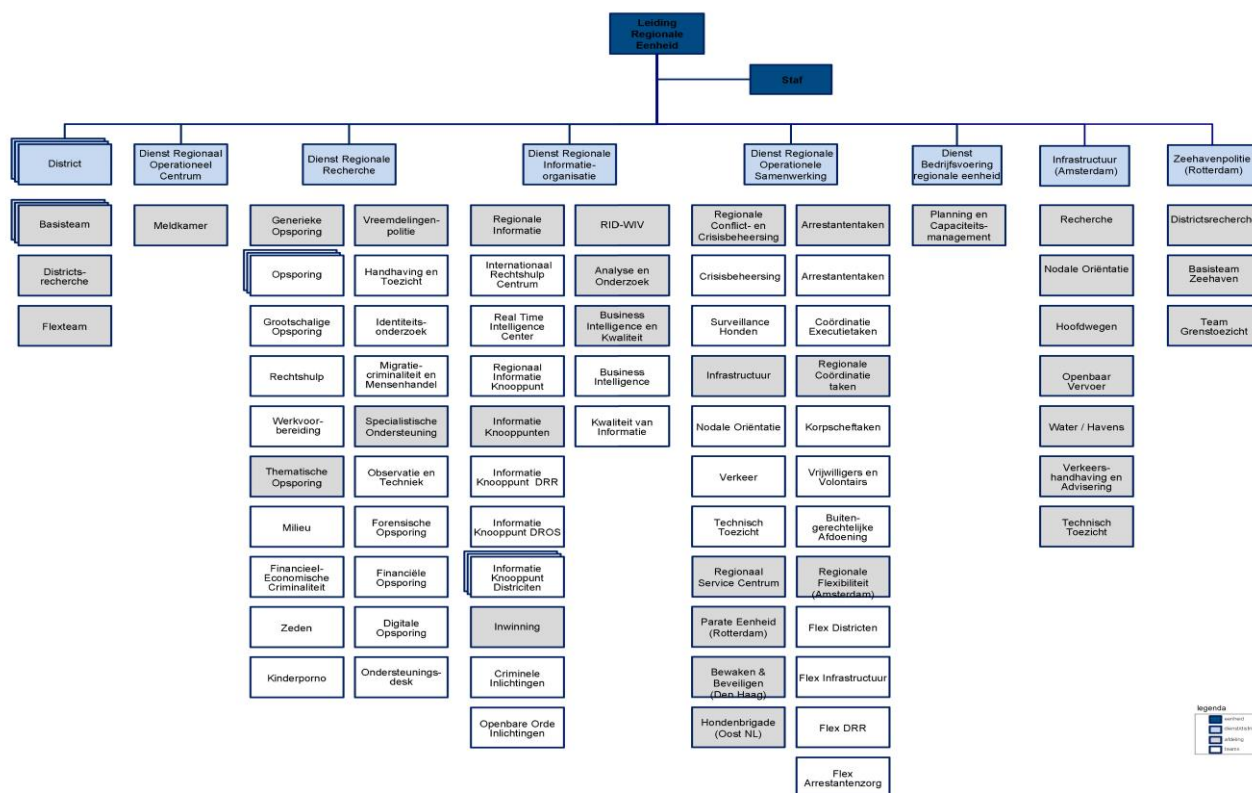 Leiding
Regionale
Eenheid
Staf
District
Dienst Regionaal
Operationeel
Centrum
Dienst Regionale
Recherche
Dienst Regionale
Informatie-
organisatie
Dienst Regionale
Operationele
Samenwerking
Dienst
Bedrijfsvoering
regionale eenheid
Infrastructuur
(Amsterdam)
Zeehavenpolitie
(Rotterdam)
Basisteam
Districts-
recherche
Flexteam
Meldkamer
Generieke
Opsporing
Opsporing
Grootschalige
Opsporing
Rechtshulp
Werkvoor-
bereiding
Thematische
Opsporing
Milieu
Financieel-
Economische
Criminaliteit
Zeden
Kinderporno
Vreemdelingen-
politie
Handhaving en
Toezicht
Identiteits-
onderzoek
Migratie-
criminaliteit en
Mensenhandel
Specialistische
Ondersteuning
Observatie en
Techniek
Forensische
Opsporing
Financiële
Opsporing
Digitale
Opsporing
Ondersteunings-
desk
Regionale
Informatie
Internationaal
Rechtshulp
Centrum
Real Time
Intelligence
Center
Regionaal
Informatie
Knooppunt
Informatie
Knooppunten
Informatie
Knooppunt DRR
Informatie
Knooppunt DROS
Informatie
Knooppunt
Districiten
Inwinning
Criminele
Inlichtingen
Openbare Orde
Inlichtingen
RID-WIV
Analyse en
Onderzoek
Business
Intelligence en
Kwaliteit
Business
Intelligence
Kwaliteit van
Informatie
Regionale
Conflict- en
Crisisbeheersing
Crisisbeheersing
Surveillance
Honden
Infrastructuur
Nodale Oriëntatie
Verkeer
Technisch
Toezicht
Regionaal
Service Centrum
Parate Eenheid
(Rotterdam)
Bewaken &
Beveiligen
(Den Haag)
Hondenbrigade
(Oost NL)
Arrestantentaken
Arrestantentaken
Coördinatie
Executietaken
Regionale
Coördinatie
taken
Korpscheftaken
Vrijwilligers en
Volontairs
Buiten-
gerechtelijke
Afdoening
Regionale
Flexibiliteit
(Amsterdam)
Flex Districten
Flex Infrastructuur
Flex DRR
Flex
Arrestantenzorg
Planning en
Capaciteits-
management
Recherche
Nodale Oriëntatie
Hoofdwegen
Openbaar
Vervoer
Water / Havens
Verkeers-
handhaving en
Advisering
Technisch
Toezicht
Districtsrecherche
Basisteam
Zeehaven
Team
Grenstoezicht
legenda
eenheid
afdeling
teams